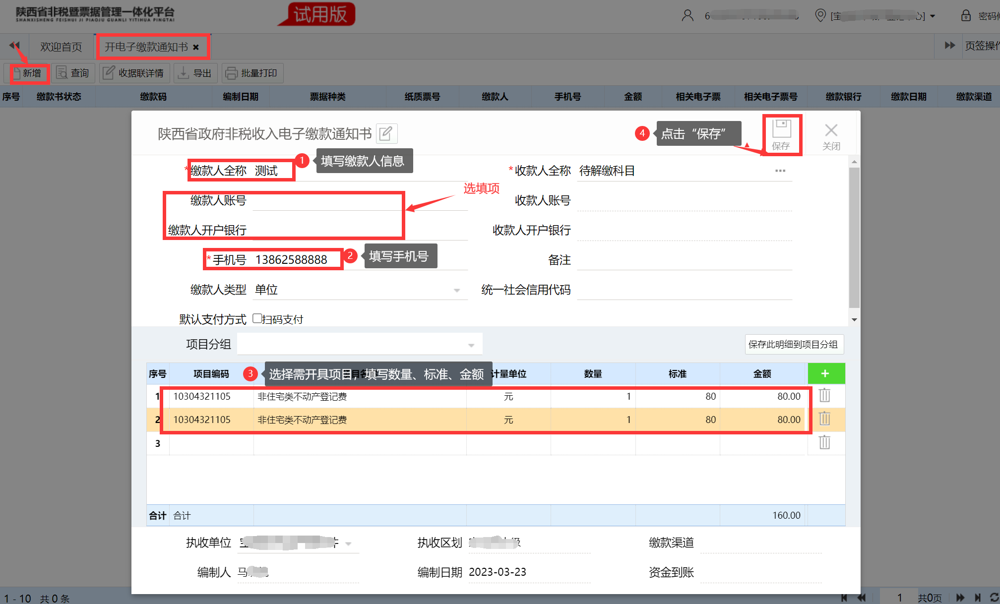 陕西省非税暨票据管理一体化平台
SHANXISHENG FEISHUI JI PIAOJU GUANLI YITIHUA PINGTAI
试用版
6
[宝
心]
密码
欢迎首页
开电子缴款通知书 ×
页签操作
新增
查询
收据联详情
导出
批量打印
序号 缴款书状态 缴款码 编制日期 票据种类 纸质票号 缴款人 手机号 金额 相关电子票 相关电子票号 缴款银行 缴款日期 缴款渠道
陕西省政府非税收入电子缴款通知书
4 点击“保存”
保存
关闭
*缴款人全称 测试
1 填写缴款人信息
*收款人全称 待解缴科目 ...
选填项
缴款人账号
收款人账号
缴款人开户银行
收款人开户银行
*手机号 13862588888
2 填写手机号
备注
缴款人类型 单位
统一社会信用代码
默认支付方式 扫码支付
项目分组
保存此明细到项目分组
序号 项目编码 计量单位 数量 标准 金额 +
3 选择需开具项目，填写数量、标准、金额
1 10304321105 非住宅类不动产登记费 元 1 80 80.00
2 10304321105 非住宅类不动产登记费 元 1 80 80.00
3
合计 合计 160.00
执收单位
执收区划
缴款渠道
编制人 马
编制日期 2023-03-23
资金到账
1 - 10 共 0 条
1 共0页